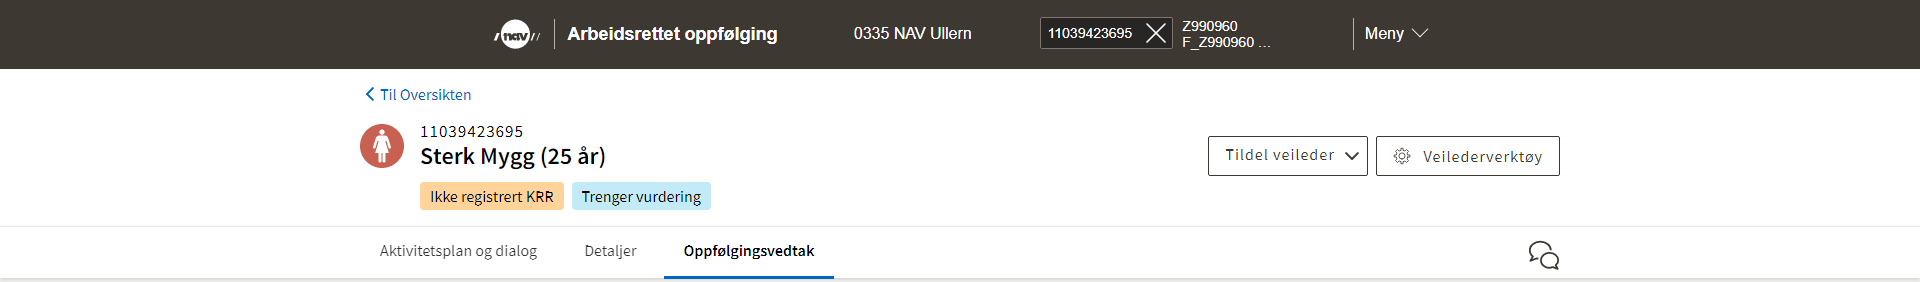 nav
Arbeidsrettet oppfølging
0335 NAV Ullern
11039423695
Z990960
F_Z990960 ...
Meny
Til Oversikten
11039423695
Sterk Mygg (25 år)
Ikke registrert KRR
Trenger vurdering
Tildel veileder
Veilederverktøy
Aktivitetsplan og dialog
Detaljer
Oppfølgingsvedtak